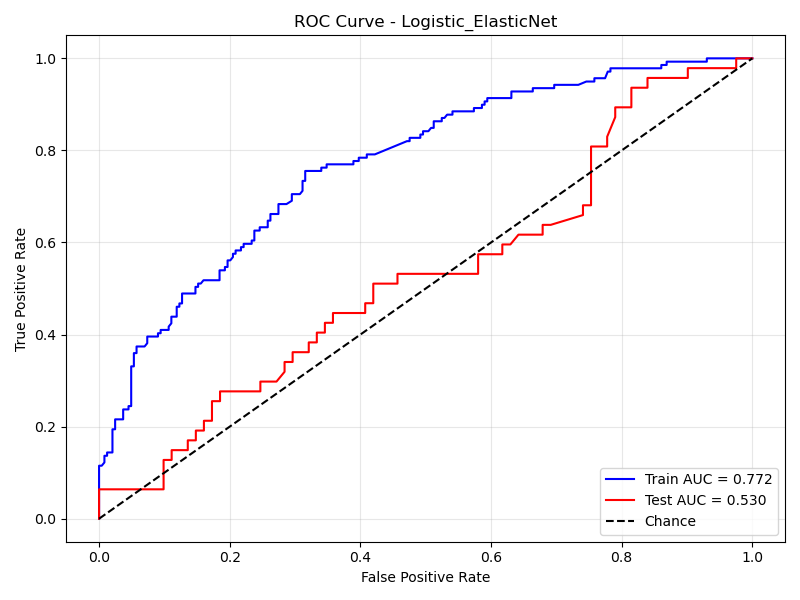 ROC Curve - Logistic_ElasticNet
True Positive Rate
1.0
0.8
0.6
0.4
0.2
0.0
Train AUC = 0.772
Test AUC = 0.530
Chance
0.0 0.2 0.4 0.6 0.8 1.0
False Positive Rate